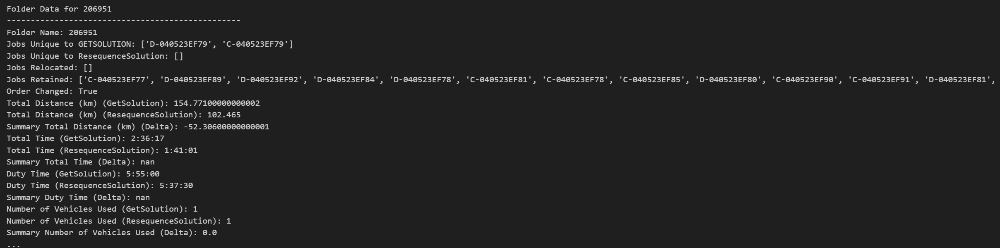 Folder Data for 206951
-------------------------------------------------
Folder Name: 206951
Jobs Unique to GETSOLUTION: ['D-040523EF79', 'C-040523EF79']
Jobs Unique to ResequenceSolution: []
Jobs Relocated: []
Jobs Retained: ['C-040523EF77', 'D-040523EF89', 'D-040523EF92', 'D-040523EF84', 'D-040523EF78', 'C-040523EF81', 'C-040523EF78', 'C-040523EF85', 'D-040523EF80', 'C-040523EF90', 'C-040523EF91', 'D-040523EF81',
Order Changed: True
Total Distance (km) (GetSolution): 154.77100000000002
Total Distance (km) (ResequenceSolution): 102.465
Summary Total Distance (km) (Delta): -52.30600000000001
Total Time (GetSolution): 2:36:17
Total Time (ResequenceSolution): 1:41:01
Summary Total Time (Delta): nan
Duty Time (GetSolution): 5:55:00
Duty Time (ResequenceSolution): 5:37:30
Summary Duty Time (Delta): nan
Number of Vehicles Used (GetSolution): 1
Number of Vehicles Used (ResequenceSolution): 1
Summary Number of Vehicles Used (Delta): 0.0
...